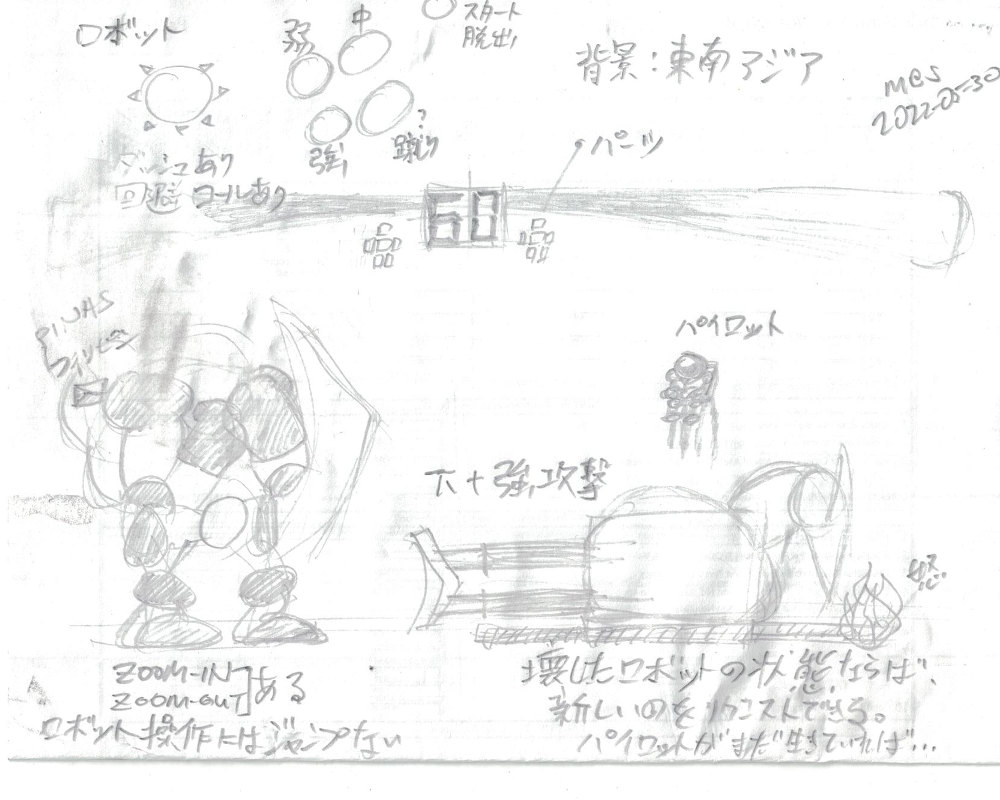 ロボット
弱
中
強
蹴り
?
スタート
脱出
背景：東南アジア
mes
2022-05-30
ダッシュあり
回避ロールあり
パーツ
60
PINAS
フィリピン
パイロット
下+強攻撃
怒
ZOOM-IN
ZOOM-OUT
ある
ロボット操作にはジャンプない
壊したロボットの状態ならば、
新しいのをリクエストできる。
パイロットがまだ生きていれば…